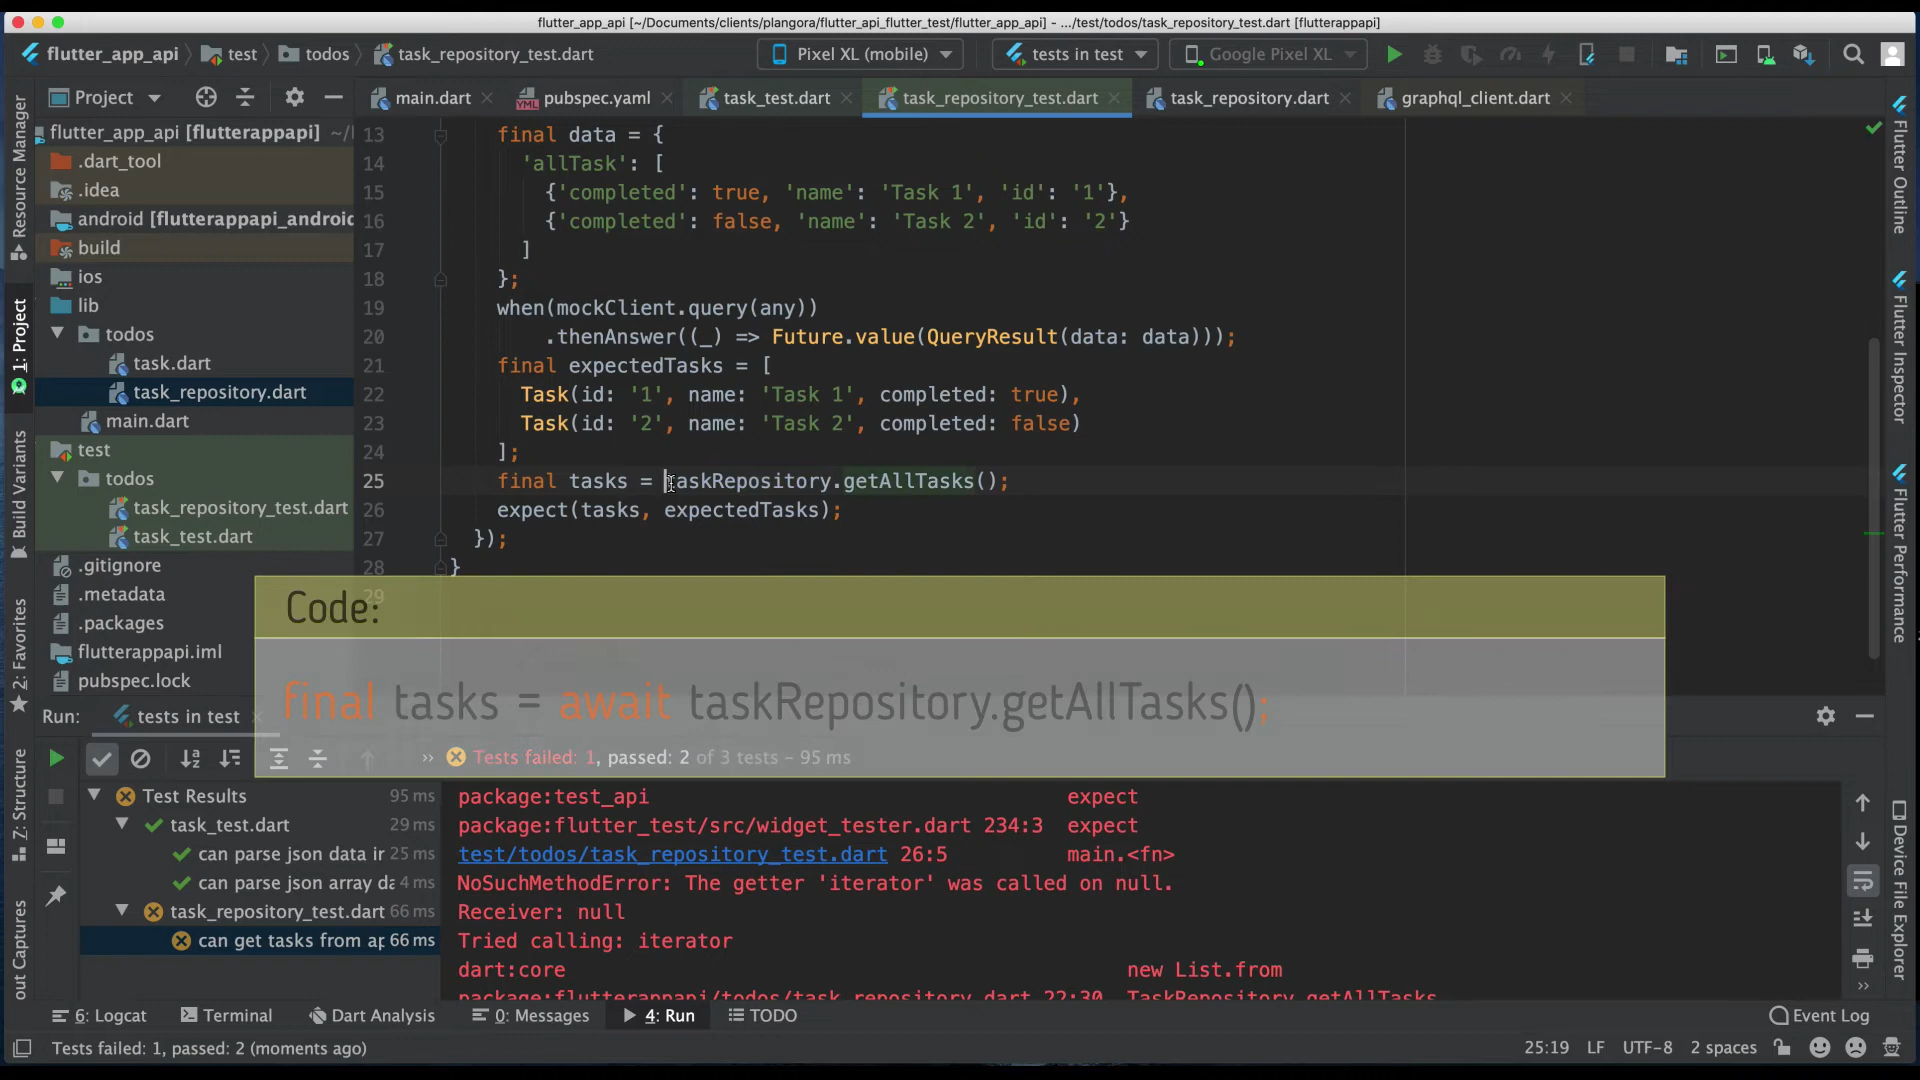 flutter_app_api [~/Documents/clients/plangora/flutter_api_flutter_test/flutter_app_api] - .../test/todos/task_repository_test.dart [flutterappapi]
flutter_app_api test todos task_repository_test.dart Pixel XL (mobile) tests in test Google Pixel XL
Project main.dart pubspec.yaml task_test.dart task_repository_test.dart task_repository.dart graphql_client.dart
Resource Manager
1: Project
Build Variants
2: Favorites
Z: Structure
out Captures
flutter_app_api [flutterappapi] ~/
.dart_tool
.idea
android [flutterappapi_android
build
ios
lib
todos
task.dart
task_repository.dart
main.dart
test
todos
task_repository_test.dart
task_test.dart
.gitignore
.metadata
.packages
flutterappapi.iml
pubspec.lock
13 final data = {
14 'allTask': [
15 {'completed': true, 'name': 'Task 1', 'id': '1'},
16 {'completed': false, 'name': 'Task 2', 'id': '2'}
17 ]
18 };
19 when(mockClient.query(any))
20 .thenAnswer((_) => Future.value(QueryResult(data: data)));
21 final expectedTasks = [
22 Task(id: '1', name: 'Task 1', completed: true),
23 Task(id: '2', name: 'Task 2', completed: false)
24 ];
25 final tasks = taskRepository.getAllTasks();
26 expect(tasks, expectedTasks);
27 });
28 }
29
Code:
final tasks = await taskRepository.getAllTasks();
Flutter Outline
Flutter Inspector
Flutter Performance
Device File Explorer
Run: tests in test
» Tests failed: 1, passed: 2 of 3 tests – 95 ms
Test Results 95 ms
task_test.dart 29 ms
can parse json data ir 25 ms
can parse json array da 4 ms
task_repository_test.dart 66 ms
can get tasks from ap 66 ms
package:test_api expect
package:flutter_test/src/widget_tester.dart 234:3 expect
test/todos/task_repository_test.dart 26:5 main.<fn>
NoSuchMethodError: The getter 'iterator' was called on null.
Receiver: null
Tried calling: iterator
dart:core new List.from
package:flutterappapi/todos/task_repository.dart 22:30 TaskRepository.getAllTasks
6: Logcat Terminal Dart Analysis 0: Messages 4: Run TODO Event Log
Tests failed: 1, passed: 2 (moments ago) 25:19 LF UTF-8 2 spaces